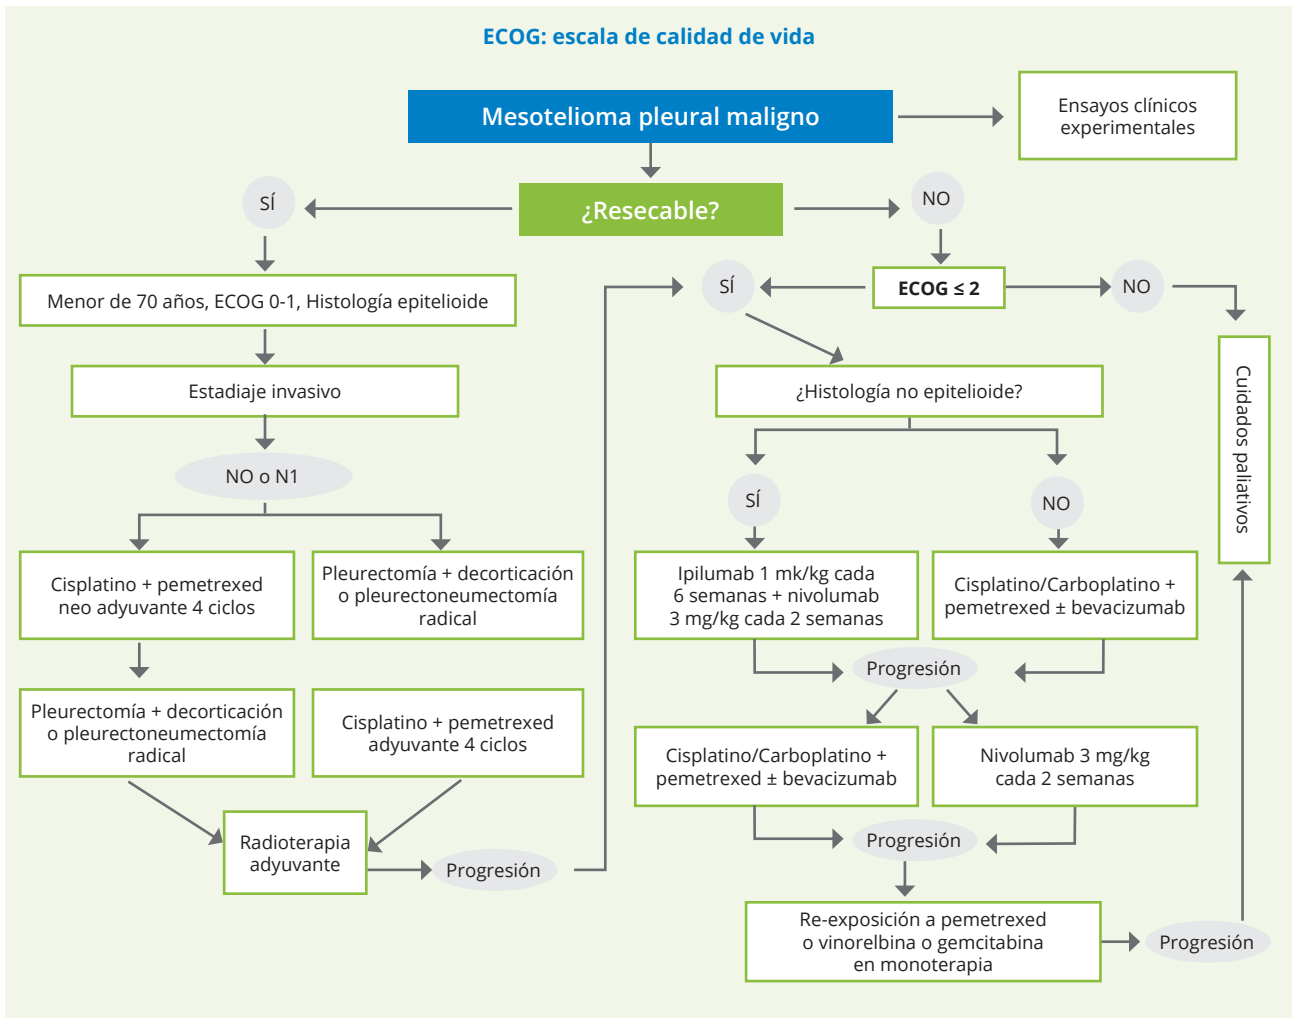 ECOG: escala de calidad de vida
Mesotelioma pleural maligno
Ensayos clínicos
experimentales
¿Resecable?
SÍ
NO
Menor de 70 años, ECOG 0-1, Histología epitelioide
SÍ
ECOG ≤ 2
NO
Estadiaje invasivo
¿Histología no epitelioide?
Cuidados paliativos
NO o N1
SÍ
NO
Cisplatino + pemetrexed
neo adyuvante 4 ciclos
Pleurectomía + decorticación
o pleurectoneumectomía
radical
Ipilumab 1 mk/kg cada
6 semanas + nivolumab
3 mg/kg cada 2 semanas
Cisplatino/Carboplatino +
pemetrexed ± bevacizumab
Progresión
Pleurectomía + decorticación
o pleurectoneumectomía
radical
Cisplatino + pemetrexed
adyuvante 4 ciclos
Cisplatino/Carboplatino +
pemetrexed ± bevacizumab
Nivolumab 3 mg/kg
cada 2 semanas
Radioterapia
adyuvante
Progresión
Progresión
Re-exposición a pemetrexed
o vinorelbina o gemcitabina
en monoterapia
Progresión